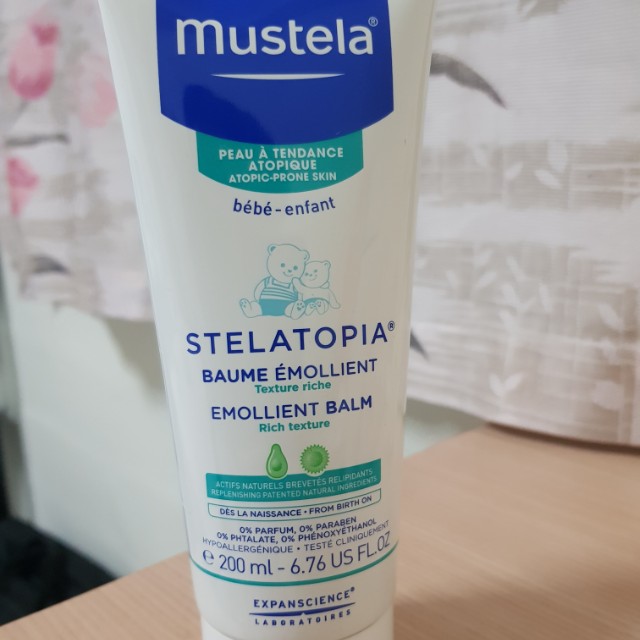 mustela®
PEAU À TENDANCE
ATOPIQUE
ATOPIC-PRONE SKIN
bébé-enfant
STELATOPIA®
BAUME ÉMOLLIENT
Texture riche
EMOLLIENT BALM
Rich texture
ACTIFS NATURELS BREVETÉS RELIPIDANTS
REPLENISHING PATENTED NATURAL INGREDIENTS
DÈS LA NAISSANCE • FROM BIRTH ON
0% PARFUM, 0% PARABEN
0% PHTALATE, 0% PHÉNOXYÉTHANOL
HYPOALLERGÉNIQUE • TESTÉ CLINIQUEMENT
℮ 200 ml - 6.76 US FL.OZ
EXPANSCIENCE®
LABORATOIRES